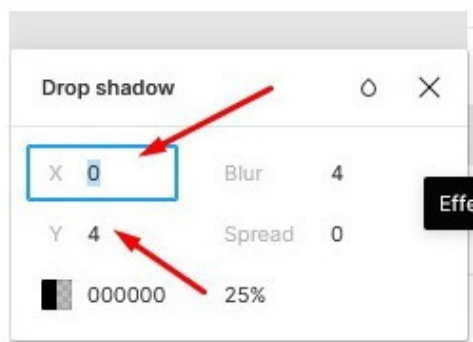 Drop shadow
X 0 Blur 4
Effe
Y 4 Spread 0
000000 25%